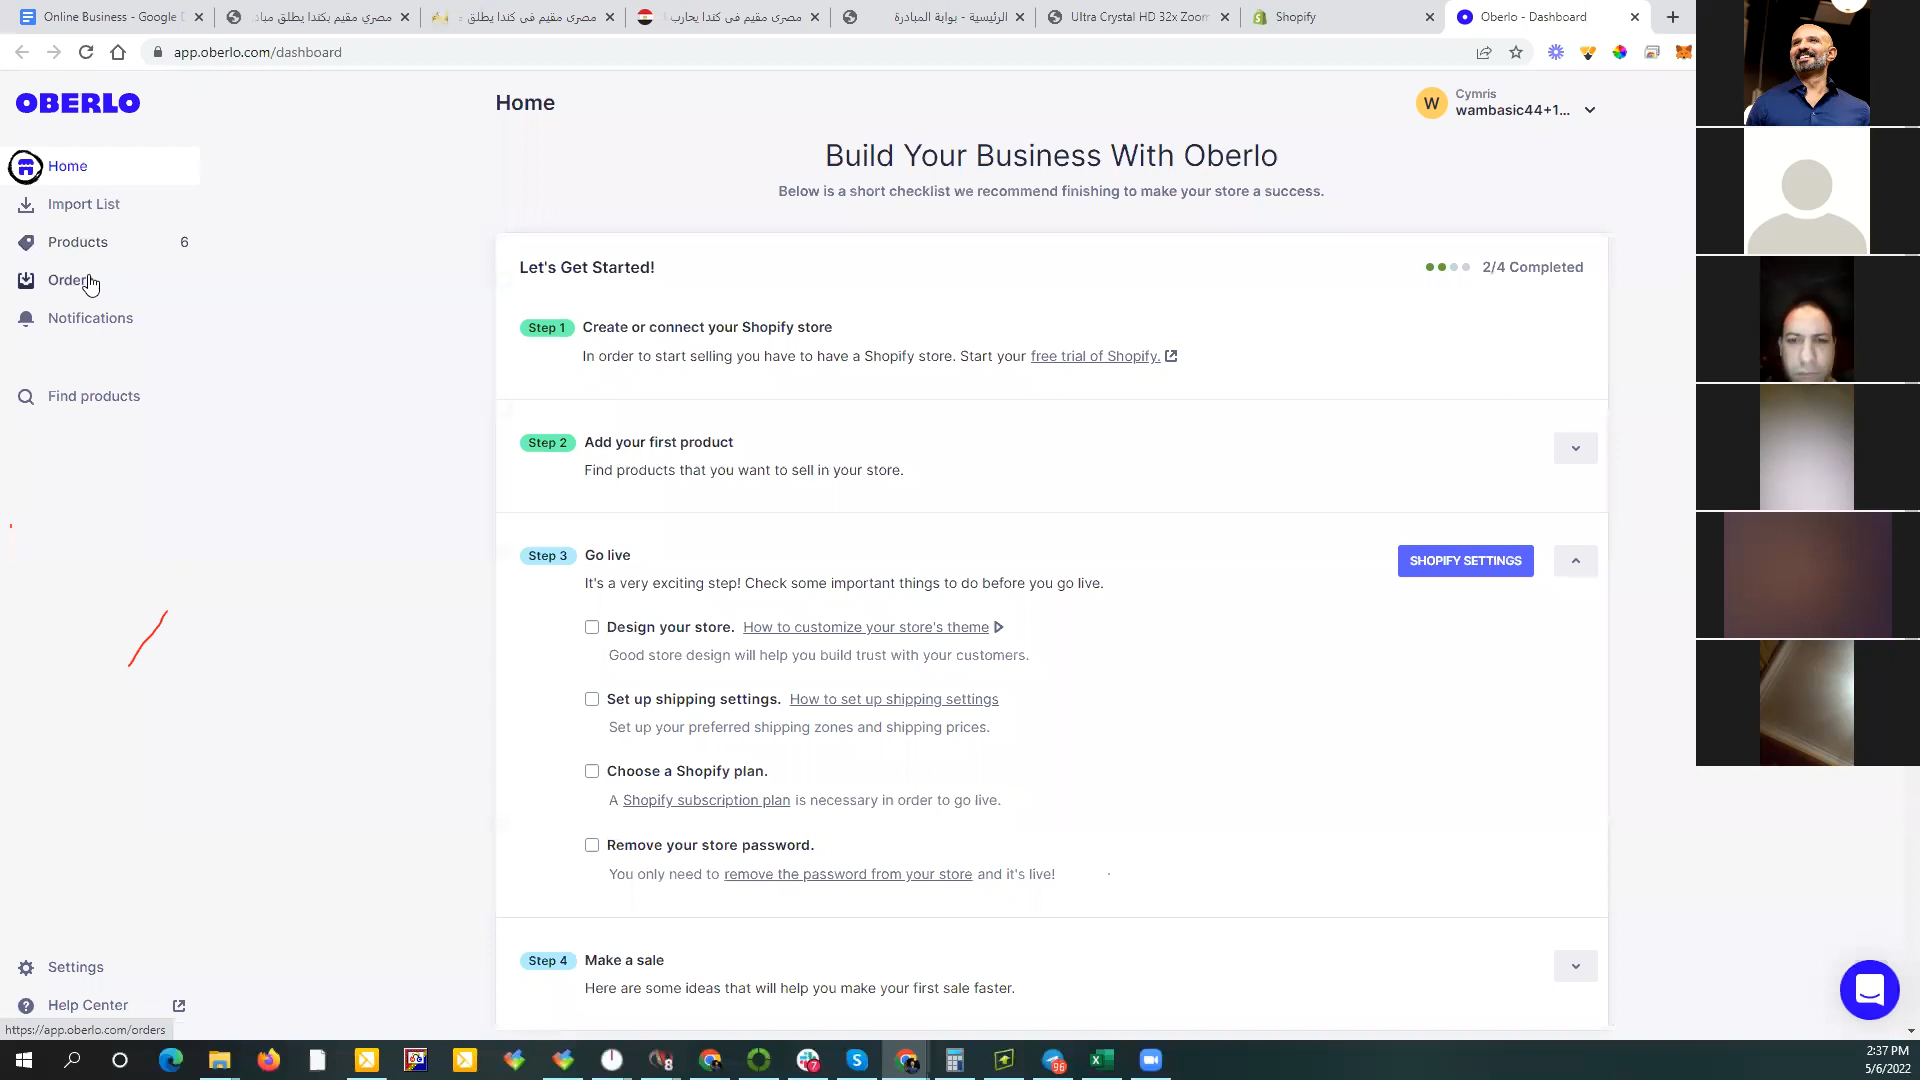 Online Business - Google D
مصري مقيم بكندا يطلق مباد
مصرى مقيم فى كندا يطلق
مصرى مقيم فى كندا يحارب
الرئيسية - بوابة المبادرة
Ultra Crystal HD 32x Zoom
Shopify
Oberlo - Dashboard
app.oberlo.com/dashboard
OBERLO
Home
Import List
Products 6
Order
Notifications
Find products
Settings
Help Center
https://app.oberlo.com/orders
Home
W
Cymris
wambasic44+1...
Build Your Business With Oberlo
Below is a short checklist we recommend finishing to make your store a success.
Let's Get Started!
2/4 Completed
Step 1 Create or connect your Shopify store
In order to start selling you have to have a Shopify store. Start your free trial of Shopify.
Step 2 Add your first product
Find products that you want to sell in your store.
Step 3 Go live
SHOPIFY SETTINGS
It's a very exciting step! Check some important things to do before you go live.
Design your store. How to customize your store's theme
Good store design will help you build trust with your customers.
Set up shipping settings. How to set up shipping settings
Set up your preferred shipping zones and shipping prices.
Choose a Shopify plan.
A Shopify subscription plan is necessary in order to go live.
Remove your store password.
You only need to remove the password from your store and it's live!
Step 4 Make a sale
Here are some ideas that will help you make your first sale faster.
8
7
96
2:37 PM
5/6/2022